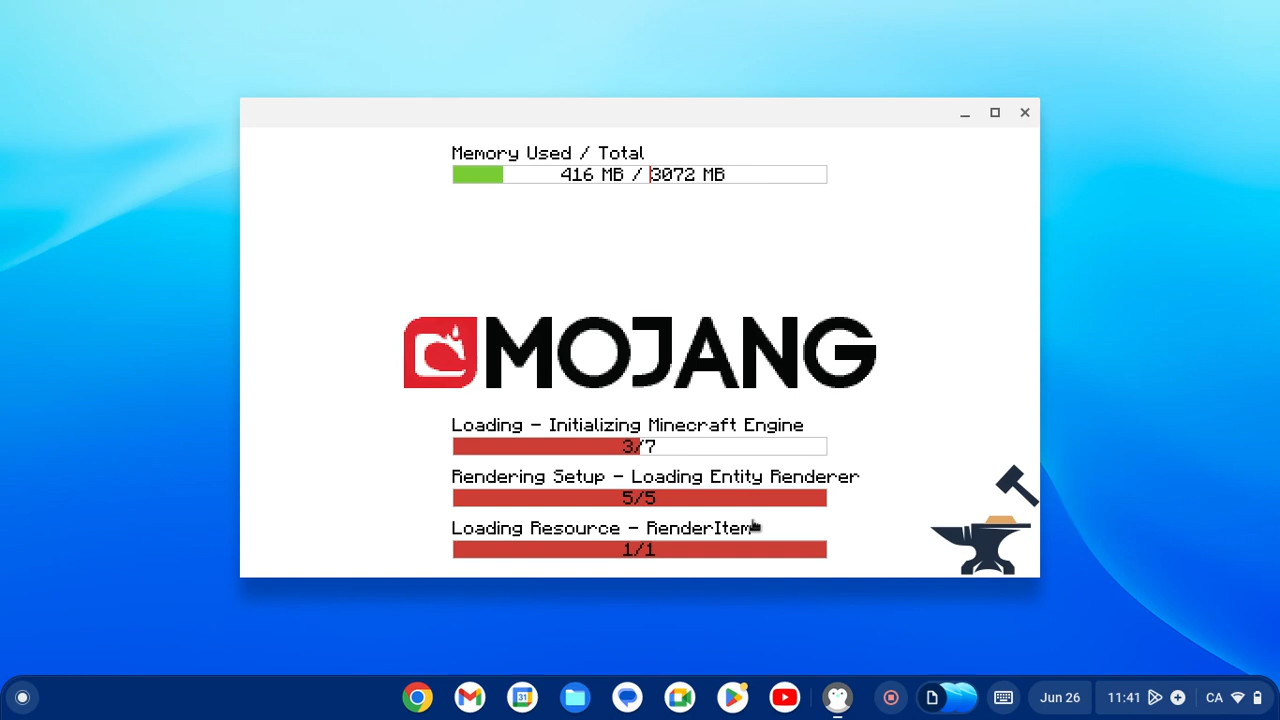 Memory Used / Total
416 MB / 3072 MB
MOJANG
Loading - Initializing Minecraft Engine
3/7
Rendering Setup - Loading Entity Renderer
5/5
Loading Resource - RenderItem
1/1
31
Jun 26
11:41
CA